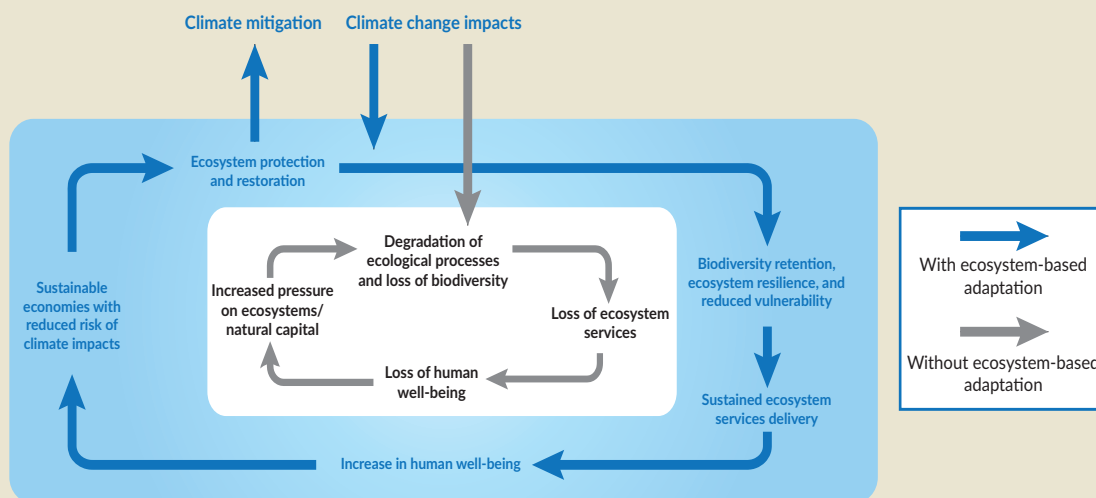 Climate mitigation
Climate change impacts
Ecosystem protection
and restoration
Degradation of
ecological processes
and loss of biodiversity
Biodiversity retention,
ecosystem resilience, and
reduced vulnerability
Increased pressure
on ecosystems/
natural capital
Sustainable
economies with
reduced risk of
climate impacts
Loss of ecosystem
services
Loss of human
well-being
Sustained ecosystem
services delivery
Increase in human well-being
With ecosystem-based
adaptation
Without ecosystem-based
adaptation